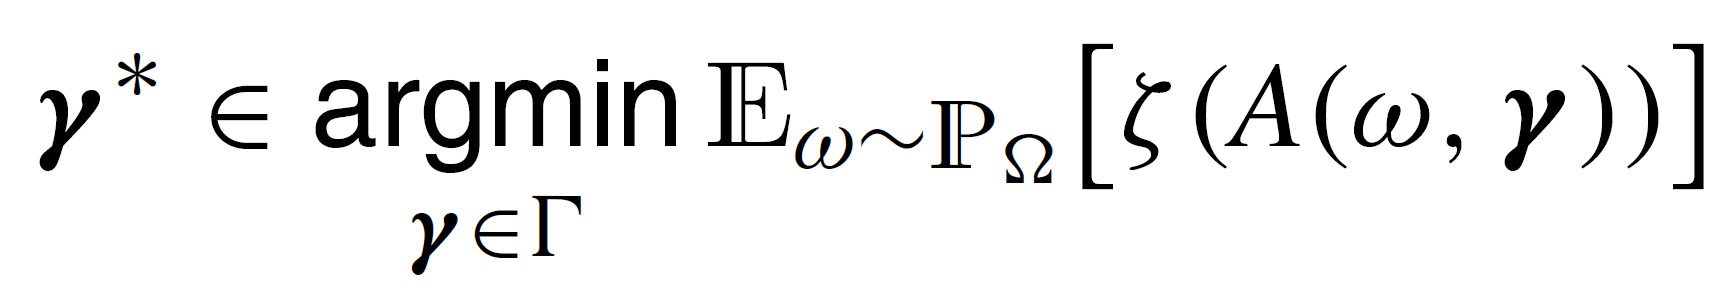 𝜸* ∈ argmin 𝔼_{ω∼ℙ_Ω} [ζ(A(ω, 𝜸))]
𝜸∈Γ